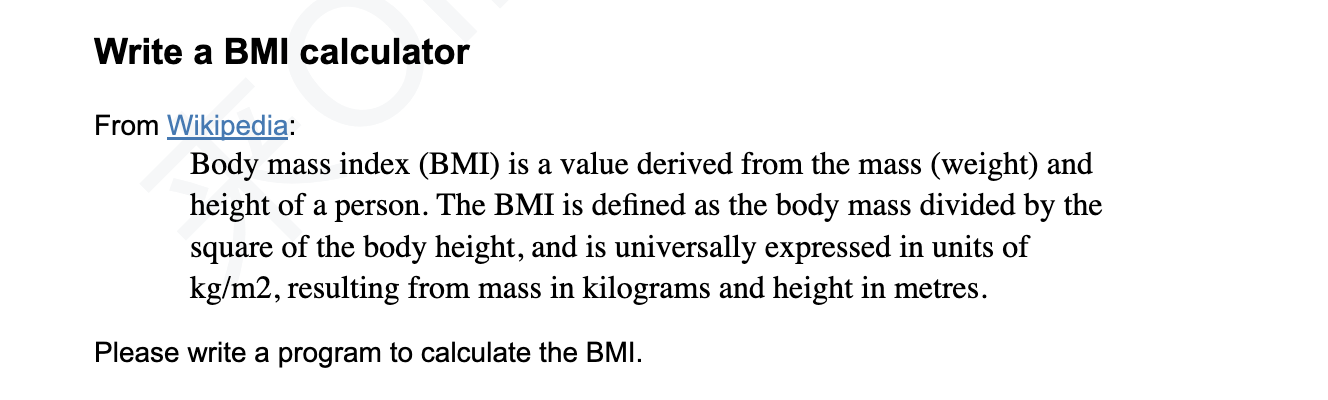 Write a BMI calculator
From Wikipedia:
Body mass index (BMI) is a value derived from the mass (weight) and
height of a person. The BMI is defined as the body mass divided by the
square of the body height, and is universally expressed in units of
kg/m2, resulting from mass in kilograms and height in metres.
Please write a program to calculate the BMI.